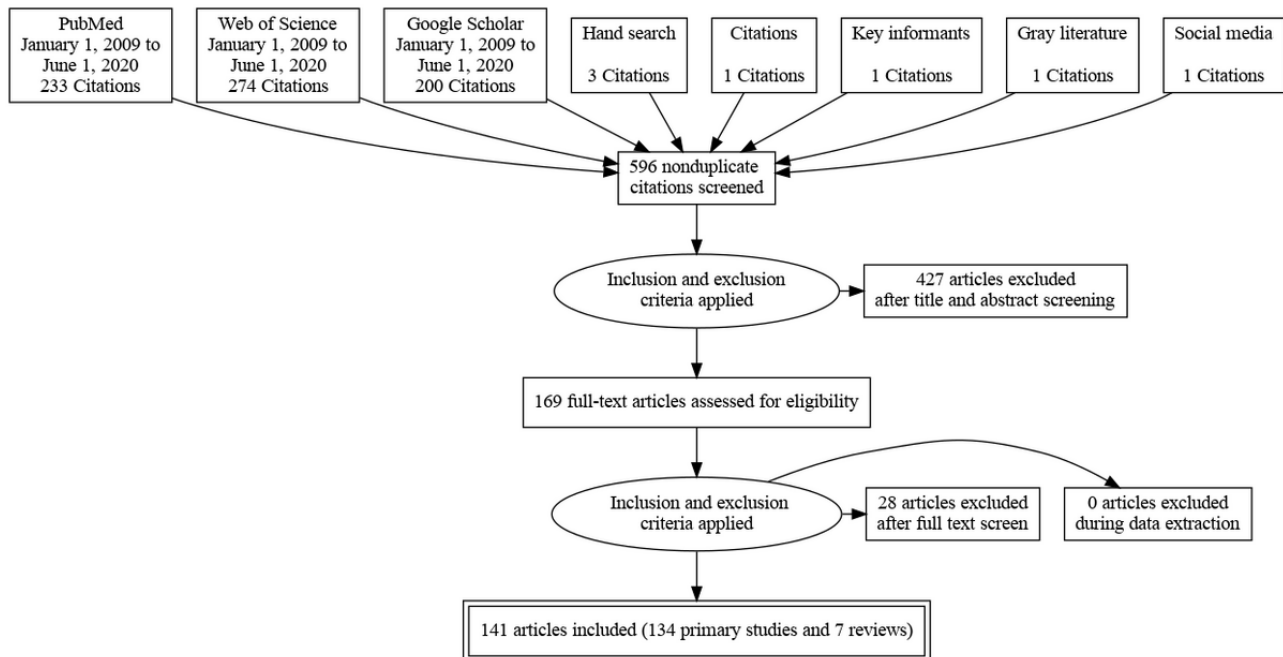 PubMed
January 1, 2009 to
June 1, 2020
233 Citations
Web of Science
January 1, 2009 to
June 1, 2020
274 Citations
Google Scholar
January 1, 2009 to
June 1, 2020
200 Citations
Hand search
3 Citations
Citations
1 Citations
Key informants
1 Citations
Gray literature
1 Citations
Social media
1 Citations
596 nonduplicate
citations screened
Inclusion and exclusion
criteria applied
427 articles excluded
after title and abstract screening
169 full-text articles assessed for eligibility
Inclusion and exclusion
criteria applied
28 articles excluded
after full text screen
0 articles excluded
during data extraction
141 articles included (134 primary studies and 7 reviews)